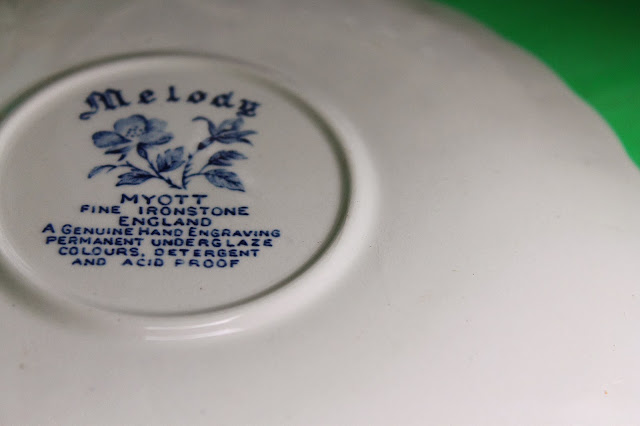 Melody
MYOTT
FINE IRONSTONE
ENGLAND
A GENUINE HAND ENGRAVING
PERMANENT UNDERGLAZE
COLOURS, DETERGENT
AND ACID PROOF